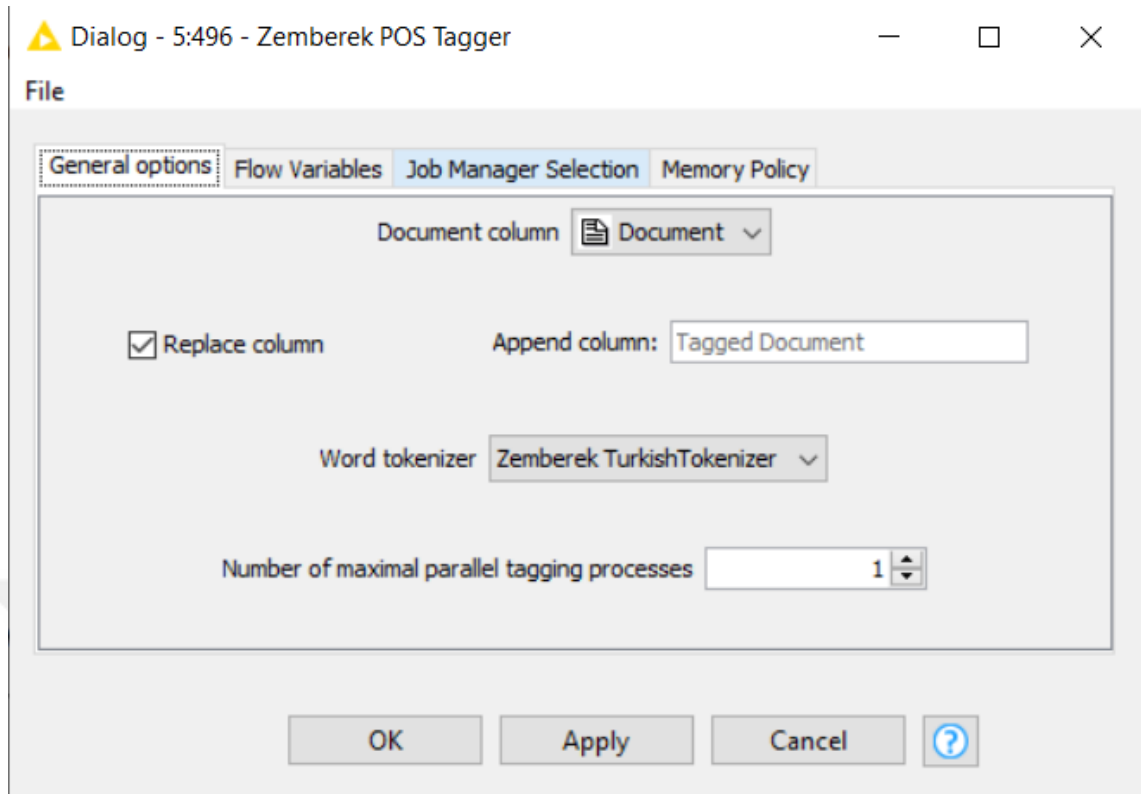 Dialog - 5:496 - Zemberek POS Tagger
File
General options Flow Variables Job Manager Selection Memory Policy
Document column Document
Replace column Append column: Tagged Document
Word tokenizer Zemberek TurkishTokenizer
Number of maximal parallel tagging processes 1
OK Apply Cancel ?